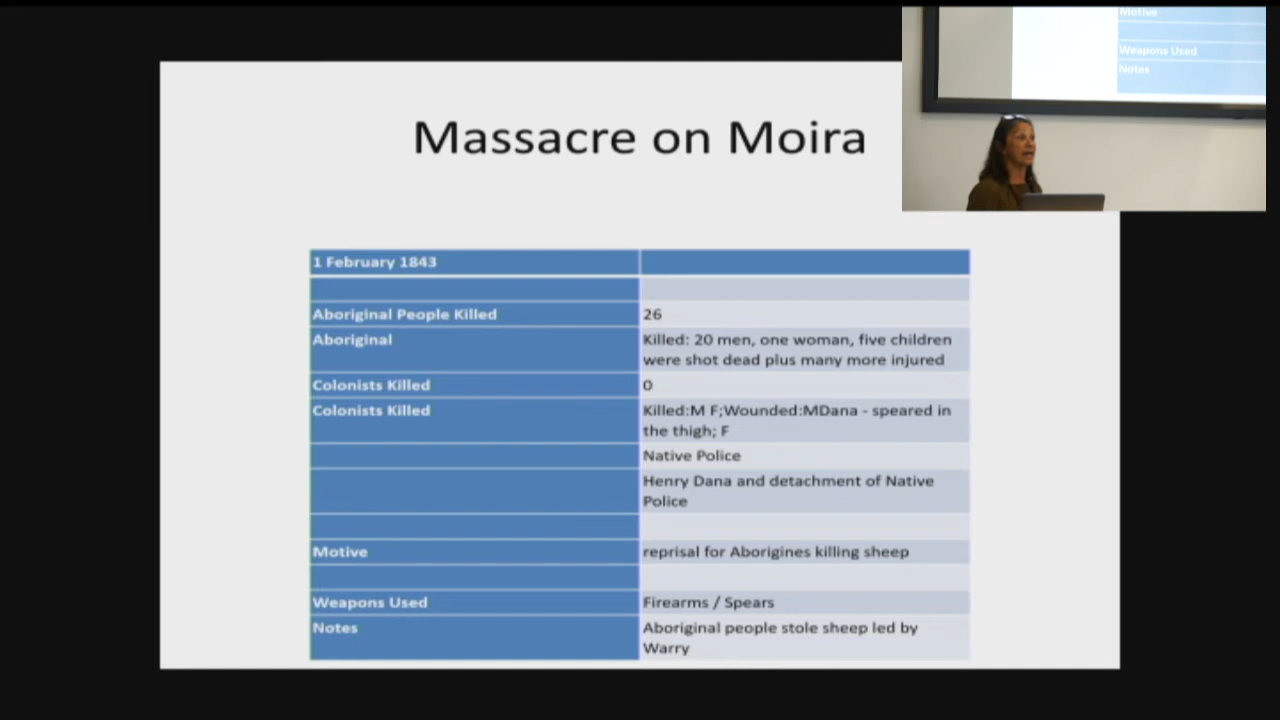 Massacre on Moira
1 February 1843
Aboriginal People Killed
26
Aboriginal
Killed: 20 men, one woman, five children
were shot dead plus many more injured
Colonists Killed
0
Colonists Killed
Killed:M F;Wounded:MDana - speared in
the thigh; F
Native Police
Henry Dana and detachment of Native
Police
Motive
reprisal for Aborigines killing sheep
Weapons Used
Firearms / Spears
Notes
Aboriginal people stole sheep led by
Warry
Motive
Weapons Used
Notes